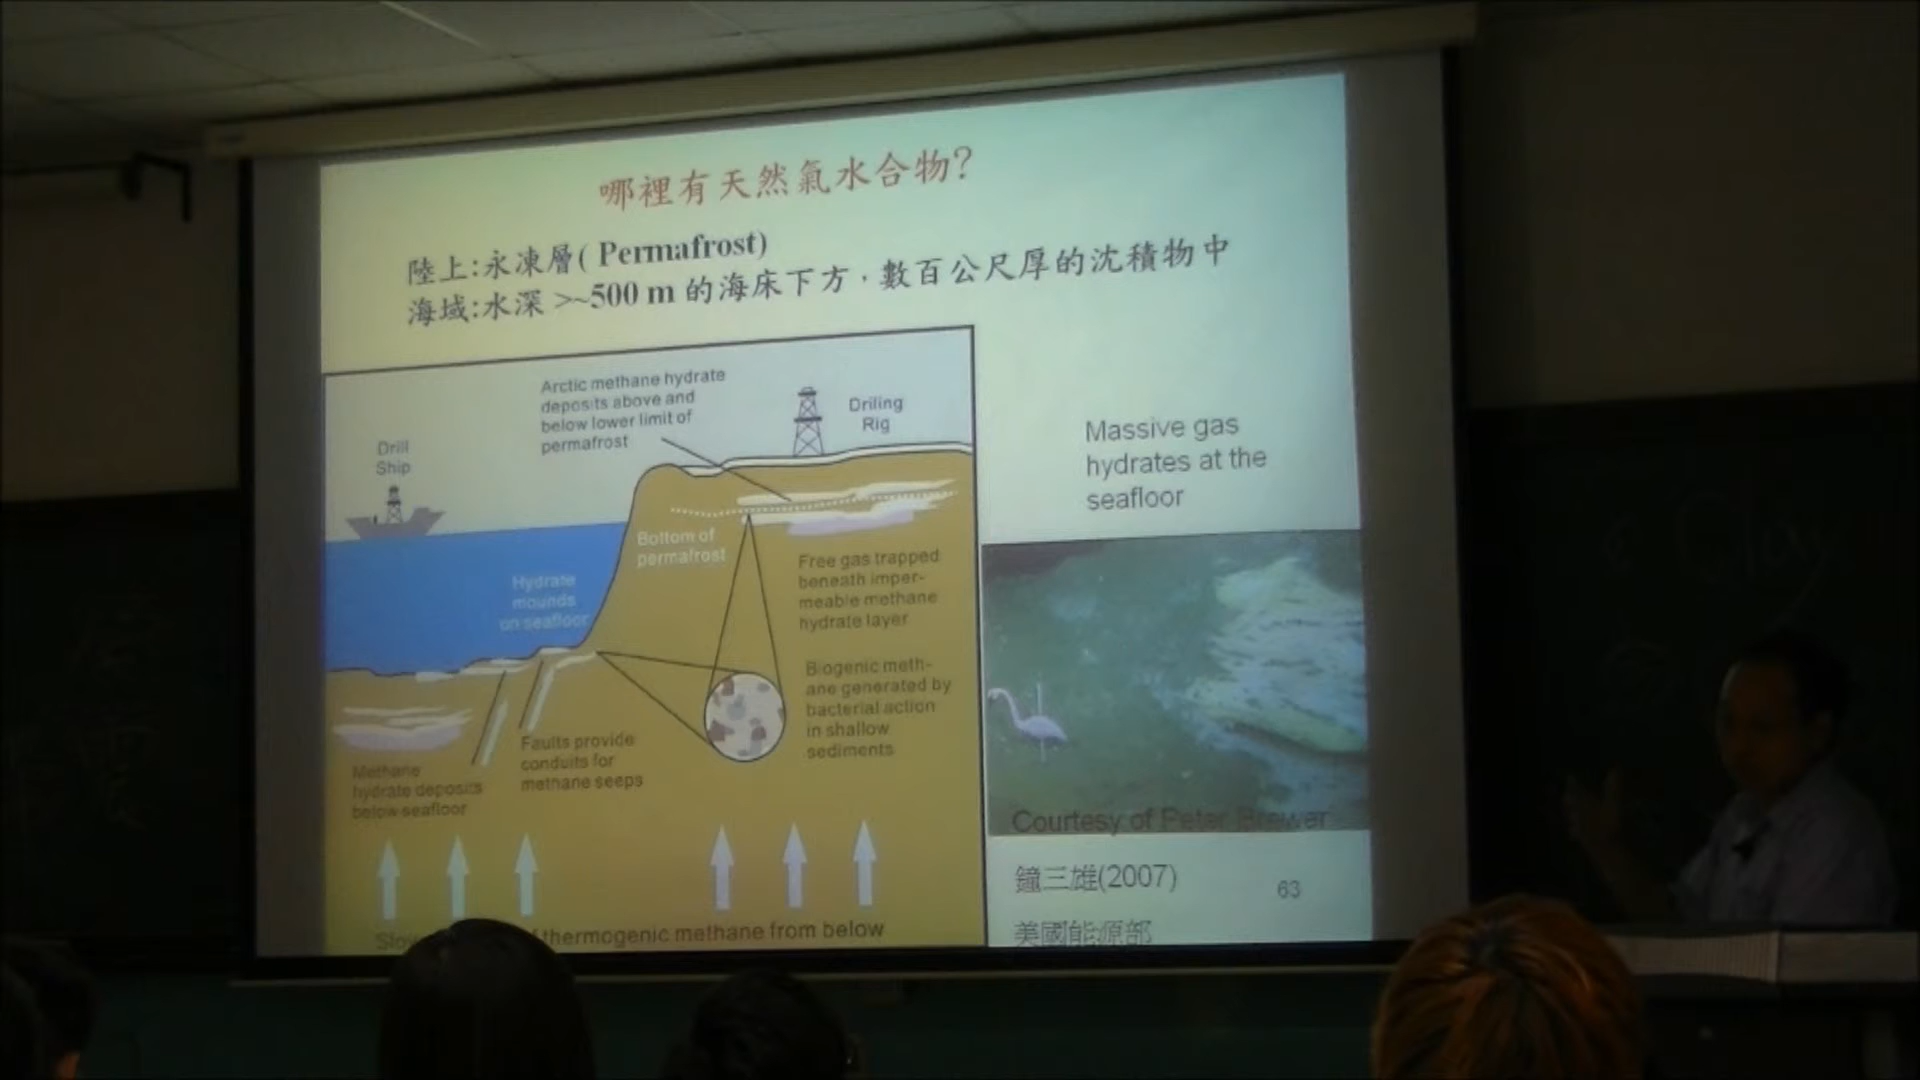 哪裡有天然氣水合物?
陸上:永凍層( Permafrost)
海域:水深 >~500 m 的海床下方,數百公尺厚的沈積物中
Arctic methane hydrate
deposits above and
below lower limit of
permafrost
Driling
Rig
Drill
Ship
Bottom of
permafrost
Hydrate
mounds
on seafloor
Free gas trapped
beneath imper-
meable methane
hydrate layer
Biogenic meth-
ane generated by
bacterial action
in shallow
sediments
Faults provide
conduits for
methane seeps
Methane
hydrate deposits
below seafloor
Slow
thermogenic methane from below
Massive gas
hydrates at the
seafloor
Courtesy of Peter Brewer
鐘三雄(2007)
63
美國能源部